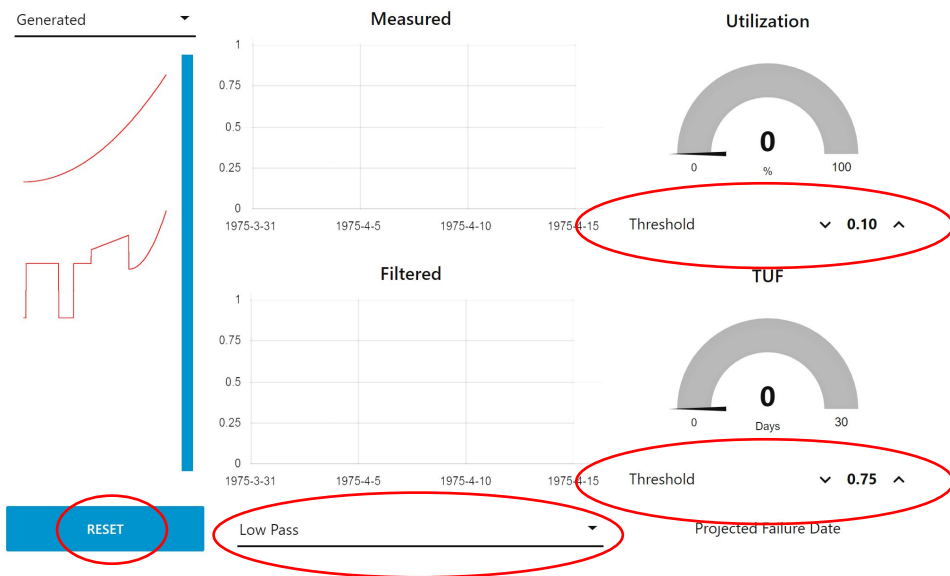 Generated
Measured
1
0.75
0.5
0.25
0
1975-3-31 1975-4-5 1975-4-10 1975-4-15
Utilization
0
0 % 100
Threshold 0.10
Filtered
1
0.75
0.5
0.25
0
1975-3-31 1975-4-5 1975-4-10 1975-4-15
TUF
0
0 Days 30
Threshold 0.75
RESET
Low Pass
Projected Failure Date